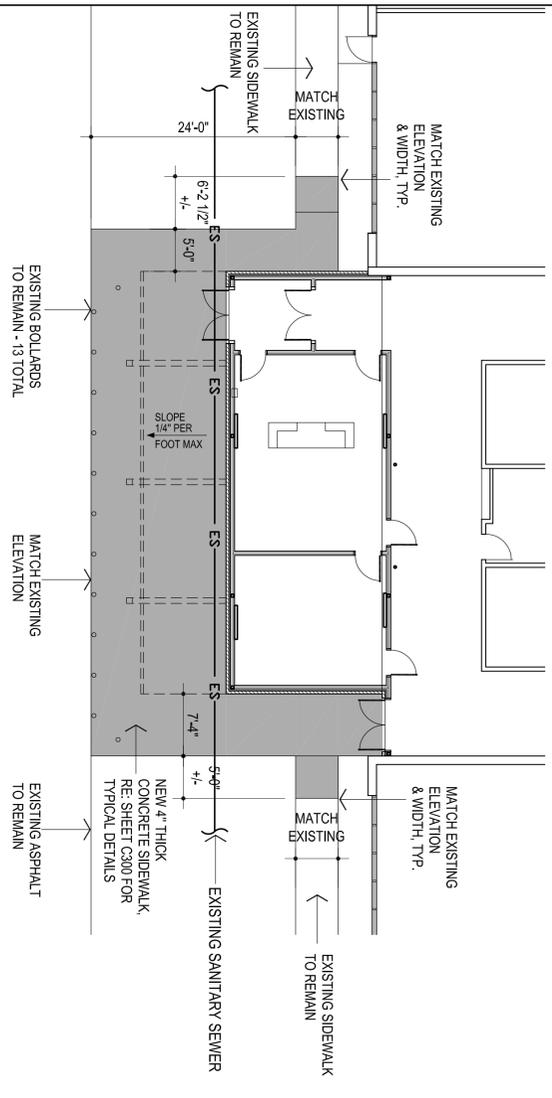 EXISTING SIDEWALK
TO REMAIN
MATCH
EXISTING
MATCH EXISTING
ELEVATION
& WIDTH, TYP.
24'-0"
6'-2 1/2"
+/-
5'-0"
ES
EXISTING BOLLARDS
TO REMAIN - 13 TOTAL
ES
SLOPE
1/4" PER
FOOT MAX
ES
MATCH EXISTING
ELEVATION
ES
7'-4"
5'-0"
+/-
NEW 4" THICK
CONCRETE SIDEWALK,
RE: SHEET C300 FOR
TYPICAL DETAILS
EXISTING ASPHALT
TO REMAIN
MATCH
EXISTING
MATCH EXISTING
ELEVATION
& WIDTH, TYP.
EXISTING SANITARY SEWER
EXISTING SIDEWALK
TO REMAIN